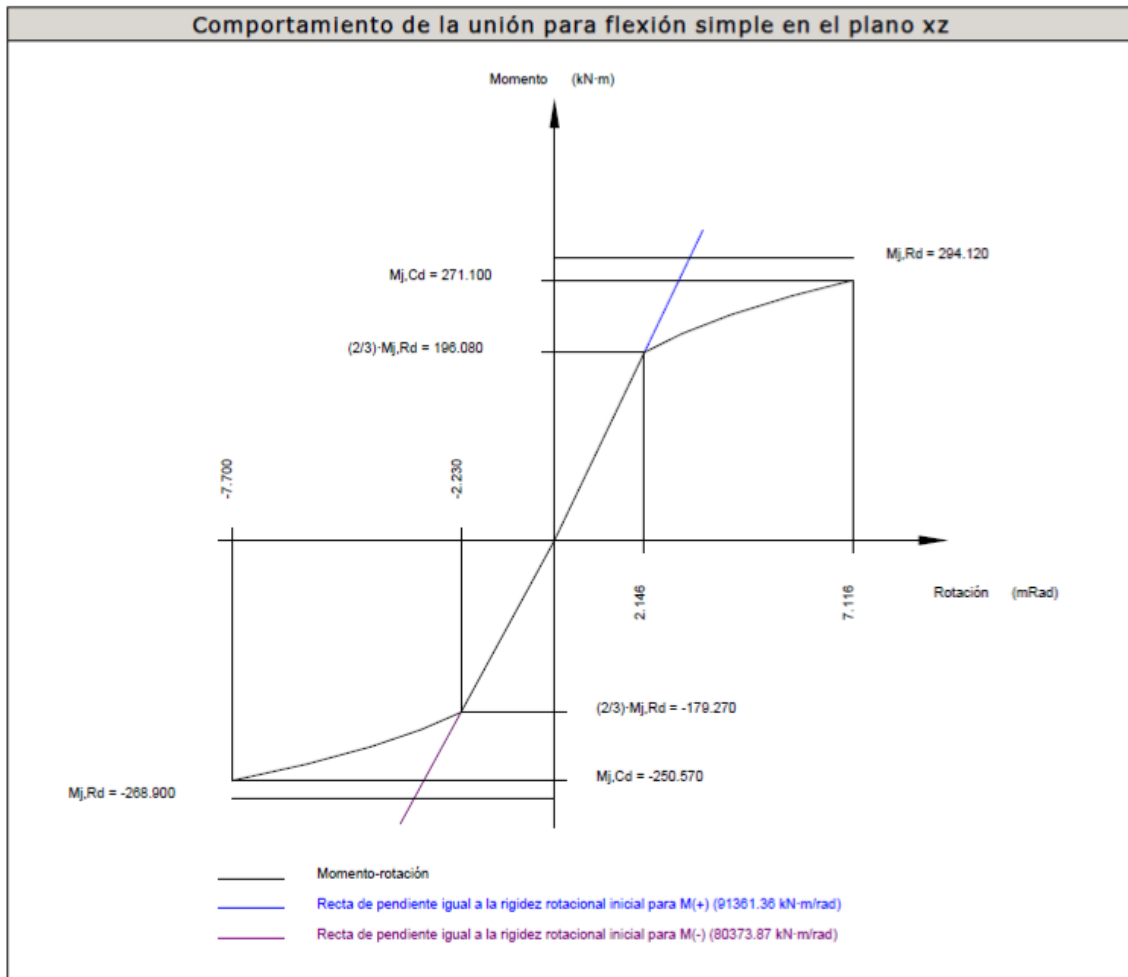 Comportamiento de la unión para flexión simple en el plano xz
Momento (kN·m)
Mj,Rd = 294.120
Mj,Cd = 271.100
(2/3)·Mj,Rd = 196.080
-7.700
-2.230
2.146
7.116
Rotación (mRad)
(2/3)·Mj,Rd = -179.270
Mj,Cd = -250.570
Mj,Rd = -268.900
Momento-rotación
Recta de pendiente igual a la rigidez rotacional inicial para M(+) (91361.36 kN·m/rad)
Recta de pendiente igual a la rigidez rotacional inicial para M(-) (80373.87 kN·m/rad)